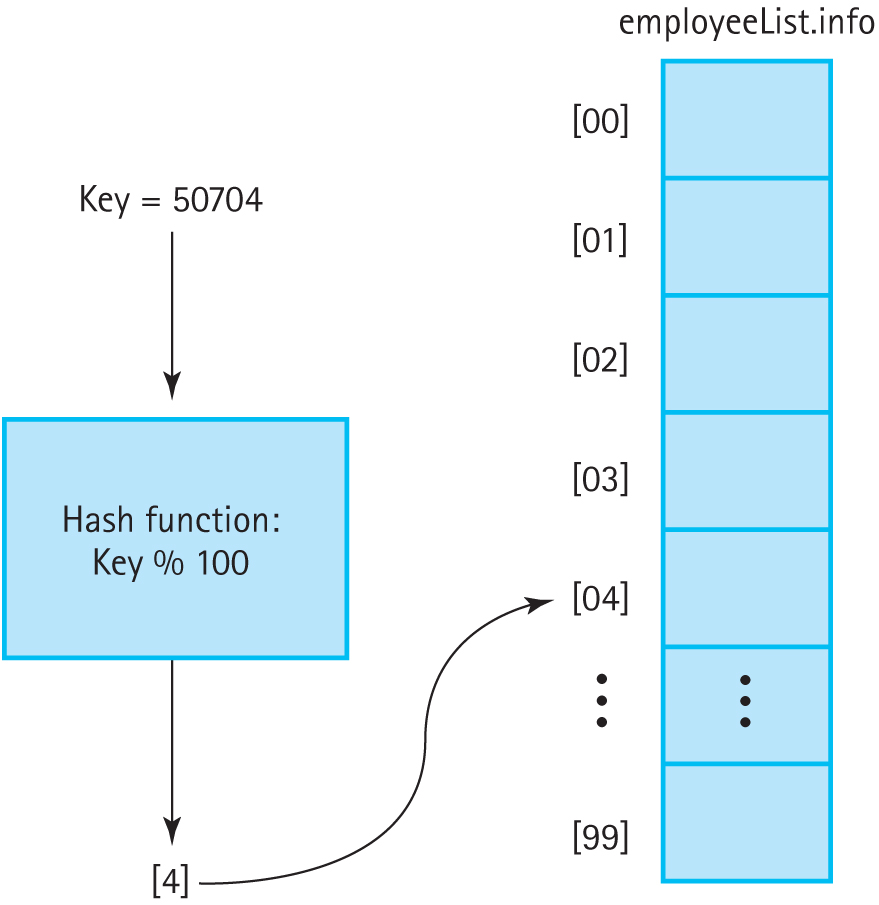 employeeList.info
[00]
Key = 50704
[01]
[02]
[03]
Hash function:
Key % 100
[04]
[99]
[4]